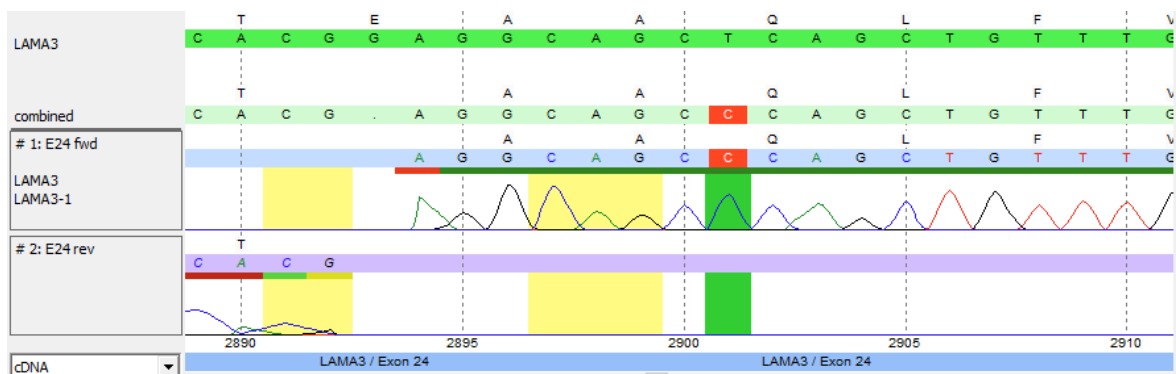 T E A A Q L F V
LAMA3 C A C G G A G G C A G C T C A G C T G T T T G
T A A Q L F V
combined C A C G . A G G C A G C C C A G C T G T T T G
# 1: E24 fwd A A Q L F V
A G G C A G C C C A G C T G T T T G
LAMA3
LAMA3-1
# 2: E24 rev T
C A C G
2890 2895 2900 2905 2910
cDNA LAMA3 / Exon 24 LAMA3 / Exon 24